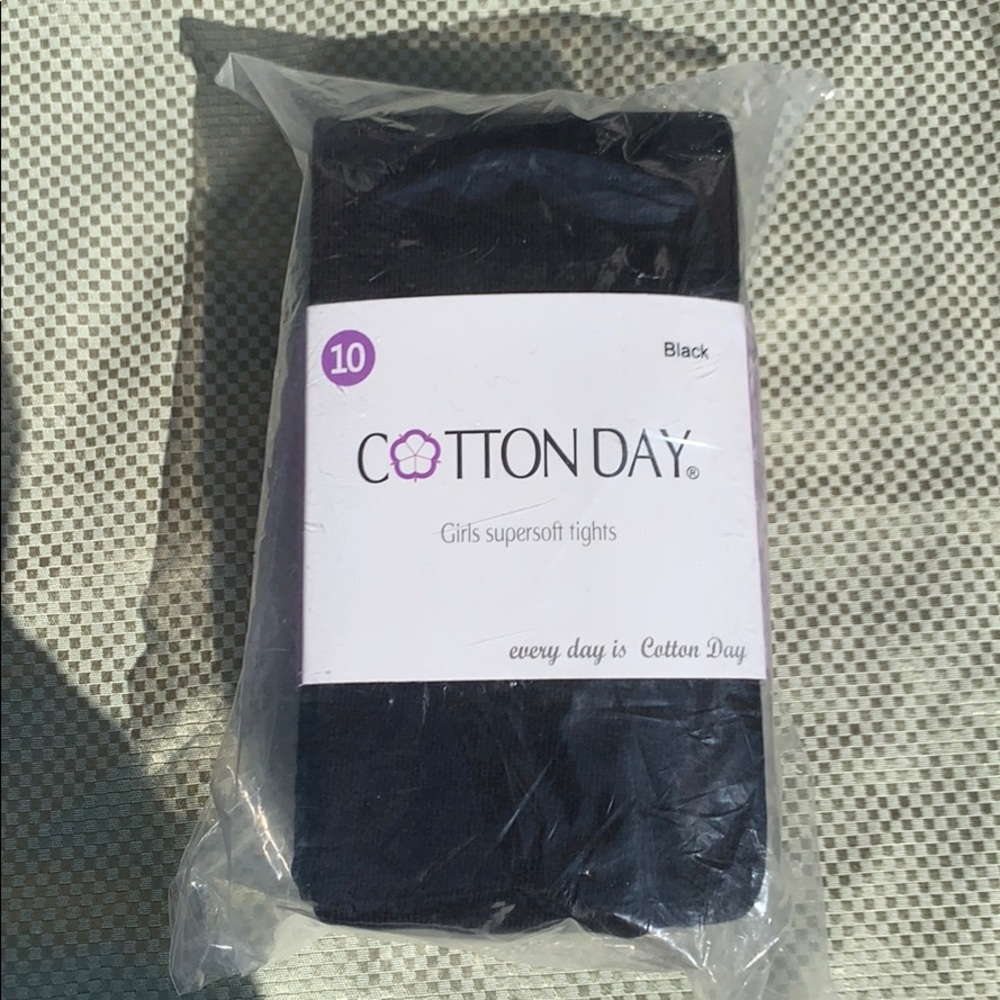 10
Black
COTTON DAY®
Girls supersoft tights
every day is Cotton Day